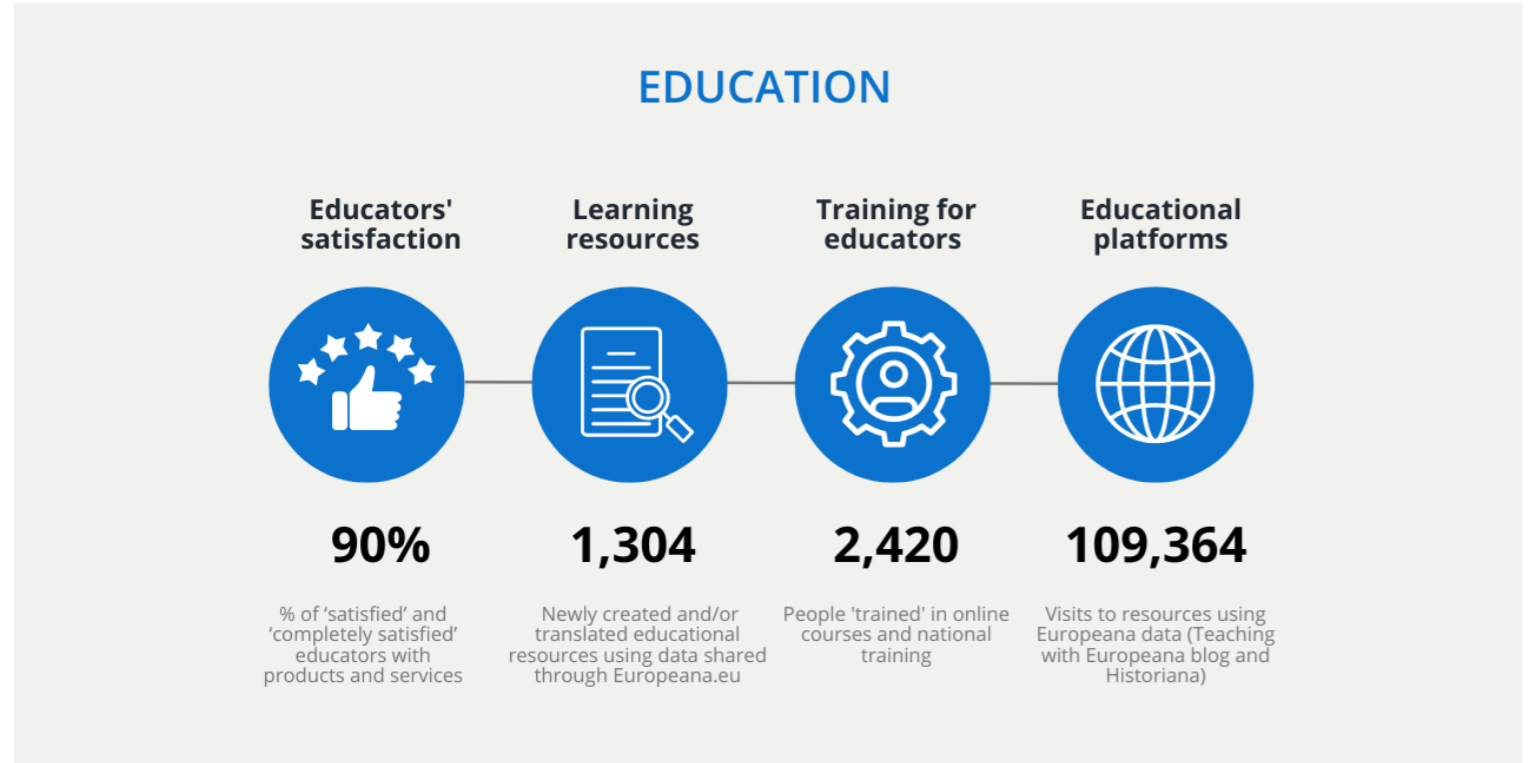 EDUCATION
Educators'
satisfaction
Learning
resources
Training for
educators
Educational
platforms
90%
1,304
2,420
109,364
% of ‘satisfied’ and
‘completely satisfied’
educators with
products and services
Newly created and/or
translated educational
resources using data shared
through Europeana.eu
People 'trained' in online
courses and national
training
Visits to resources using
Europeana data (Teaching
with Europeana blog and
Historiana)